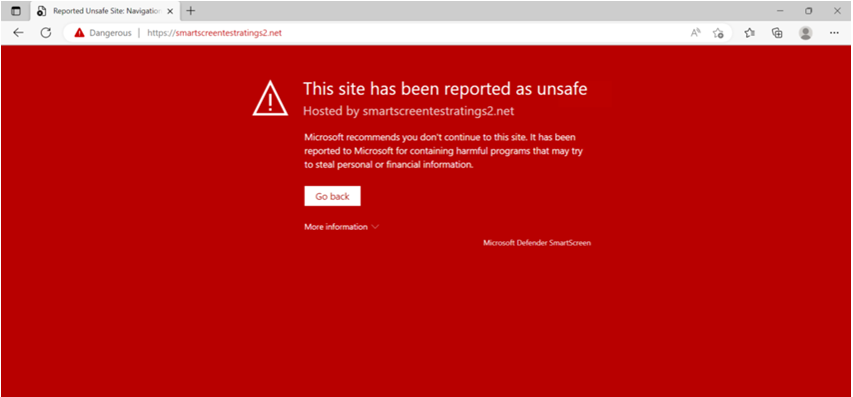 Reported Unsafe Site: Navigation
Dangerous | https://smartscreentestratings2.net
This site has been reported as unsafe
Hosted by smartscreentestratings2.net
Microsoft recommends you don't continue to this site. It has been
reported to Microsoft for containing harmful programs that may try
to steal personal or financial information.
Go back
More information
Microsoft Defender SmartScreen